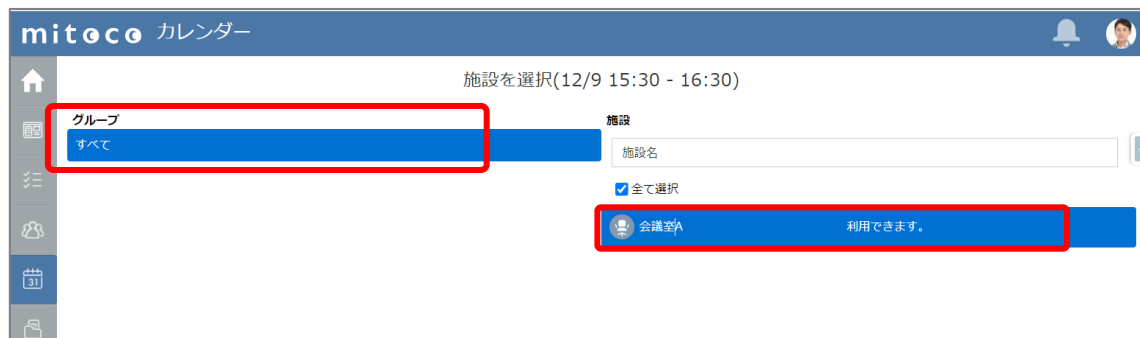 mitoco カレンダー
施設を選択(12/9 15:30 - 16:30)
グループ
すべて
施設
施設名
全て選択
会議室A 利用できます。
31